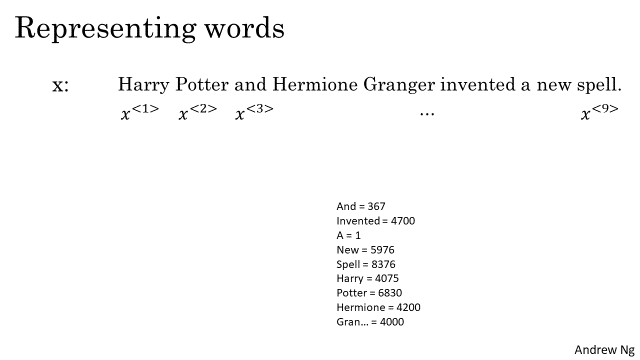 Representing words
x: Harry Potter and Hermione Granger invented a new spell.
x<1> x<2> x<3> ... x<9>
And = 367
Invented = 4700
A = 1
New = 5976
Spell = 8376
Harry = 4075
Potter = 6830
Hermione = 4200
Gran... = 4000
Andrew Ng